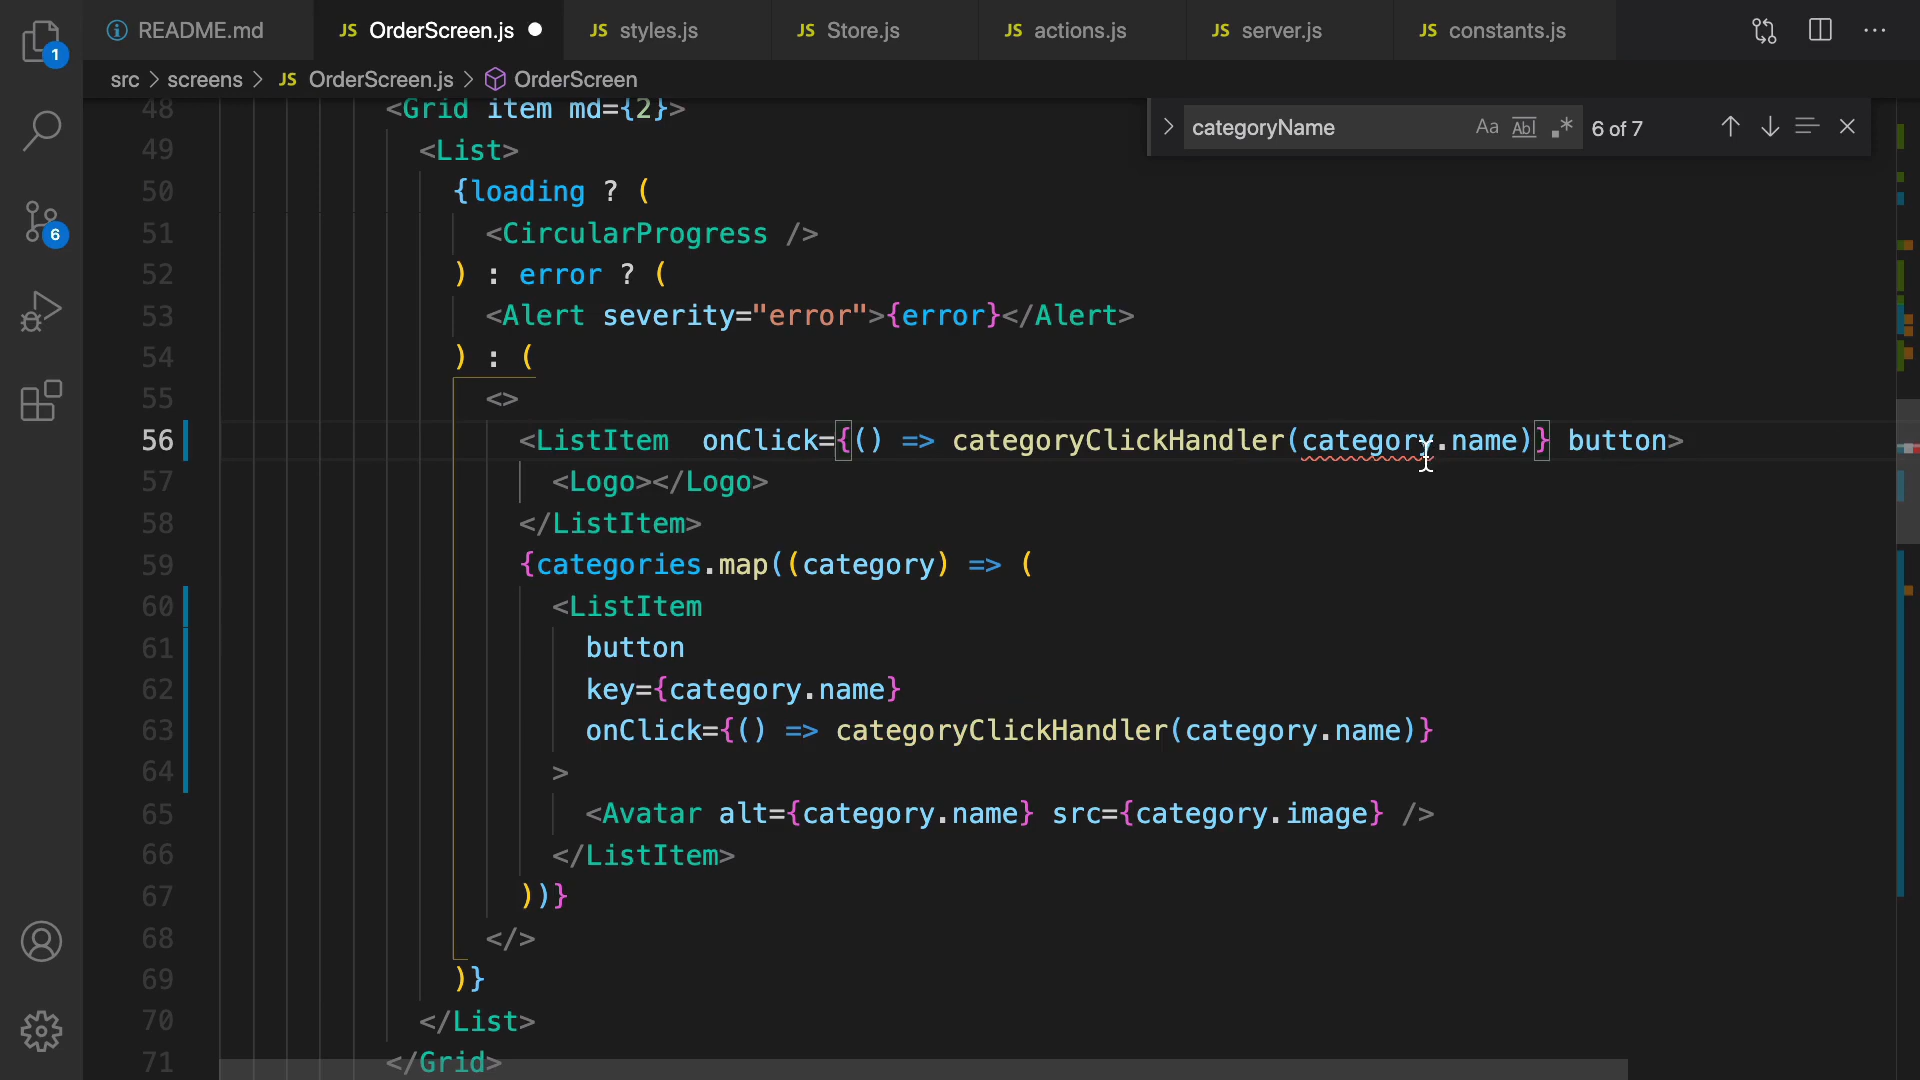 README.md
JS OrderScreen.js
JS styles.js
JS Store.js
JS actions.js
JS server.js
JS constants.js
1
6
src > screens > JS OrderScreen.js > OrderScreen
categoryName Aa Abl .* 6 of 7
48 <Grid item md={2}>
49 <List>
50 {loading ? (
51 <CircularProgress />
52 ) : error ? (
53 <Alert severity="error">{error}</Alert>
54 ) : (
55 <>
56 <ListItem  onClick={() => categoryClickHandler(category.name)} button>
57 <Logo></Logo>
58 </ListItem>
59 {categories.map((category) => (
60 <ListItem
61 button
62 key={category.name}
63 onClick={() => categoryClickHandler(category.name)}
64 >
65 <Avatar alt={category.name} src={category.image} />
66 </ListItem>
67 ))}
68 </>
69 )}
70 </List>
71 </Grid>